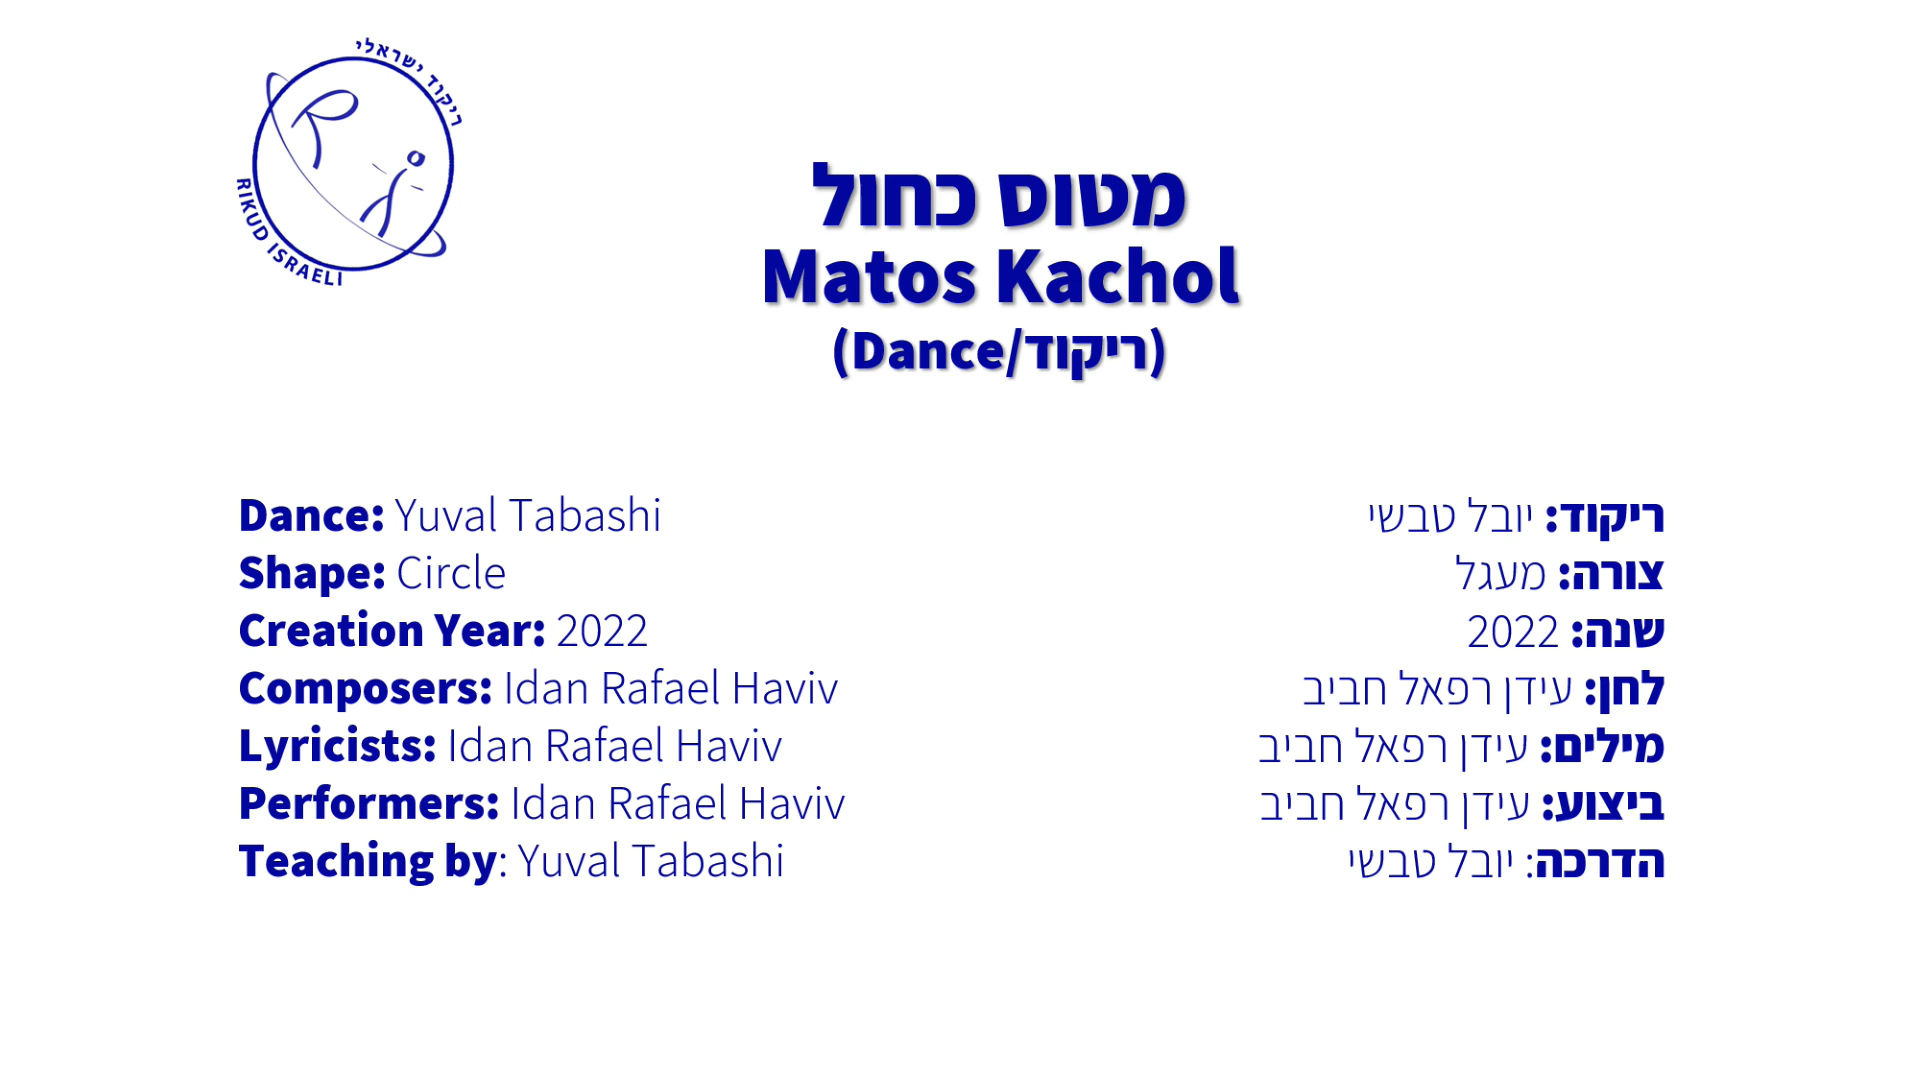 ריקוד ישראלי
RIKUD ISRAELI
מטוס כחול
Matos Kachol
(Dance/ריקוד)
Dance: Yuval Tabashi
Shape: Circle
Creation Year: 2022
Composers: Idan Rafael Haviv
Lyricists: Idan Rafael Haviv
Performers: Idan Rafael Haviv
Teaching by: Yuval Tabashi
ריקוד: יובל טבשי
צורה: מעגל
שנה: 2022
לחן: עידן רפאל חביב
מילים: עידן רפאל חביב
ביצוע: עידן רפאל חביב
הדרכה: יובל טבשי